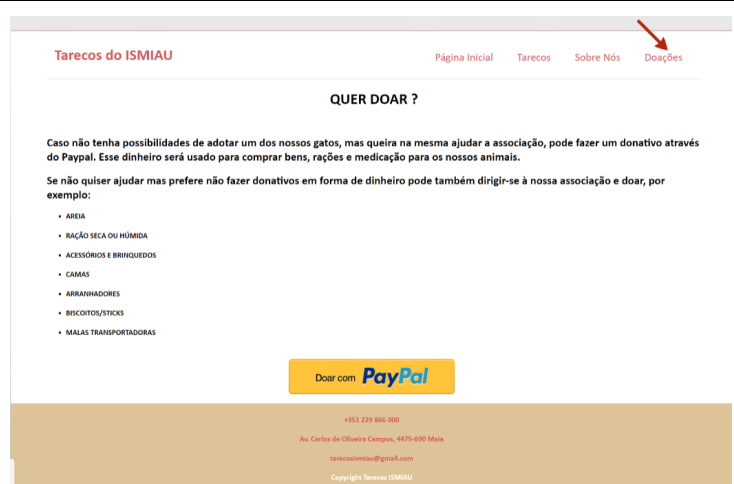 Tarecos do ISMIAU
Página Inicial Tarecos Sobre Nós Doações
QUER DOAR ?
Caso não tenha possibilidades de adotar um dos nossos gatos, mas queira na mesma ajudar a associação, pode fazer um donativo através
do Paypal. Esse dinheiro será usado para comprar bens, rações e medicação para os nossos animais.
Se não quiser ajudar mas prefere não fazer donativos em forma de dinheiro pode também dirigir-se à nossa associação e doar, por
exemplo:
• AREIA
• RAÇÃO SECA OU HÚMIDA
• ACESSÓRIOS E BRINQUEDOS
• CAMAS
• ARRANHADORES
• BISCOITOS/STICKS
• MALAS TRANSPORTADORAS
Doar com PayPal
+351 229 866 000
Av. Carlos de Oliveira Campos, 4475-690 Maia
tarecosismiau@gmail.com
Copyright Tarecos ISMIAU